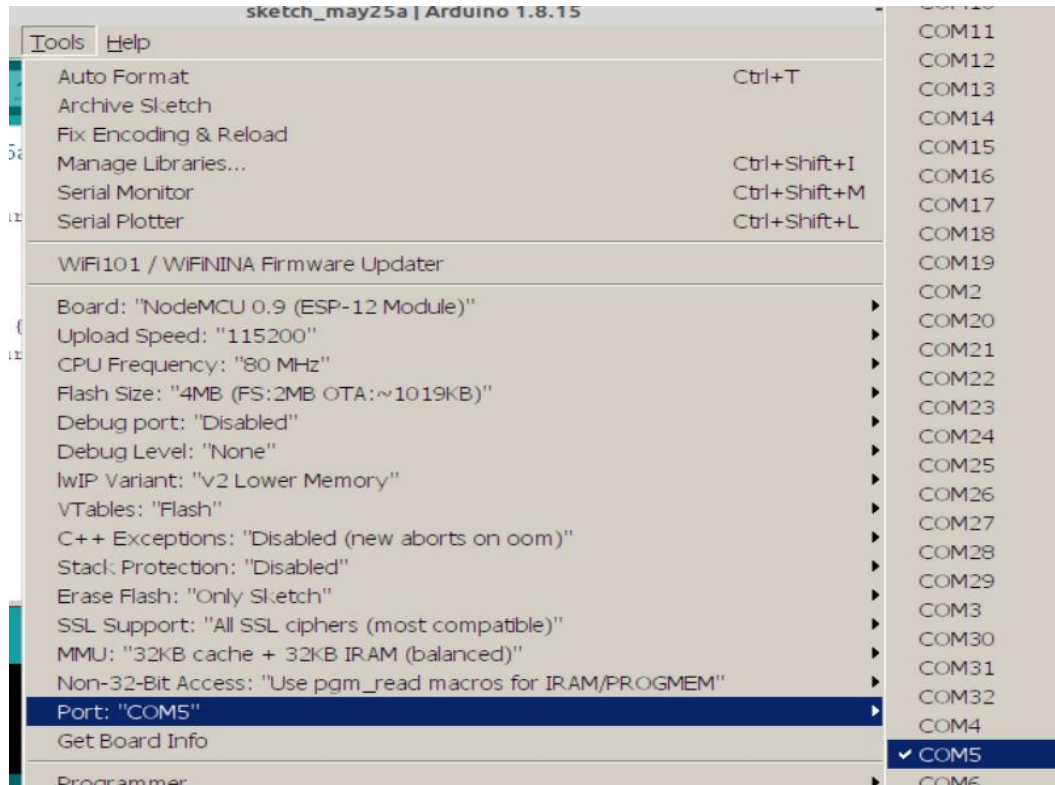 sketch_may25a | Arduino 1.8.15
Tools Help
Auto Format Ctrl+T
Archive Sketch
Fix Encoding & Reload
Manage Libraries... Ctrl+Shift+I
Serial Monitor Ctrl+Shift+M
Serial Plotter Ctrl+Shift+L
WiFi101 / WiFiNINA Firmware Updater
Board: "NodeMCU 0.9 (ESP-12 Module)"
Upload Speed: "115200"
CPU Frequency: "80 MHz"
Flash Size: "4MB (FS:2MB OTA:~1019KB)"
Debug port: "Disabled"
Debug Level: "None"
lwIP Variant: "v2 Lower Memory"
VTables: "Flash"
C++ Exceptions: "Disabled (new aborts on oom)"
Stack Protection: "Disabled"
Erase Flash: "Only Sketch"
SSL Support: "All SSL ciphers (most compatible)"
MMU: "32KB cache + 32KB IRAM (balanced)"
Non-32-Bit Access: "Use pgm_read macros for IRAM/PROGMEM"
Port: "COM5"
Get Board Info
Programmer
COM11
COM12
COM13
COM14
COM15
COM16
COM17
COM18
COM19
COM2
COM20
COM21
COM22
COM23
COM24
COM25
COM26
COM27
COM28
COM29
COM3
COM30
COM31
COM32
COM4
✓ COM5
COM6